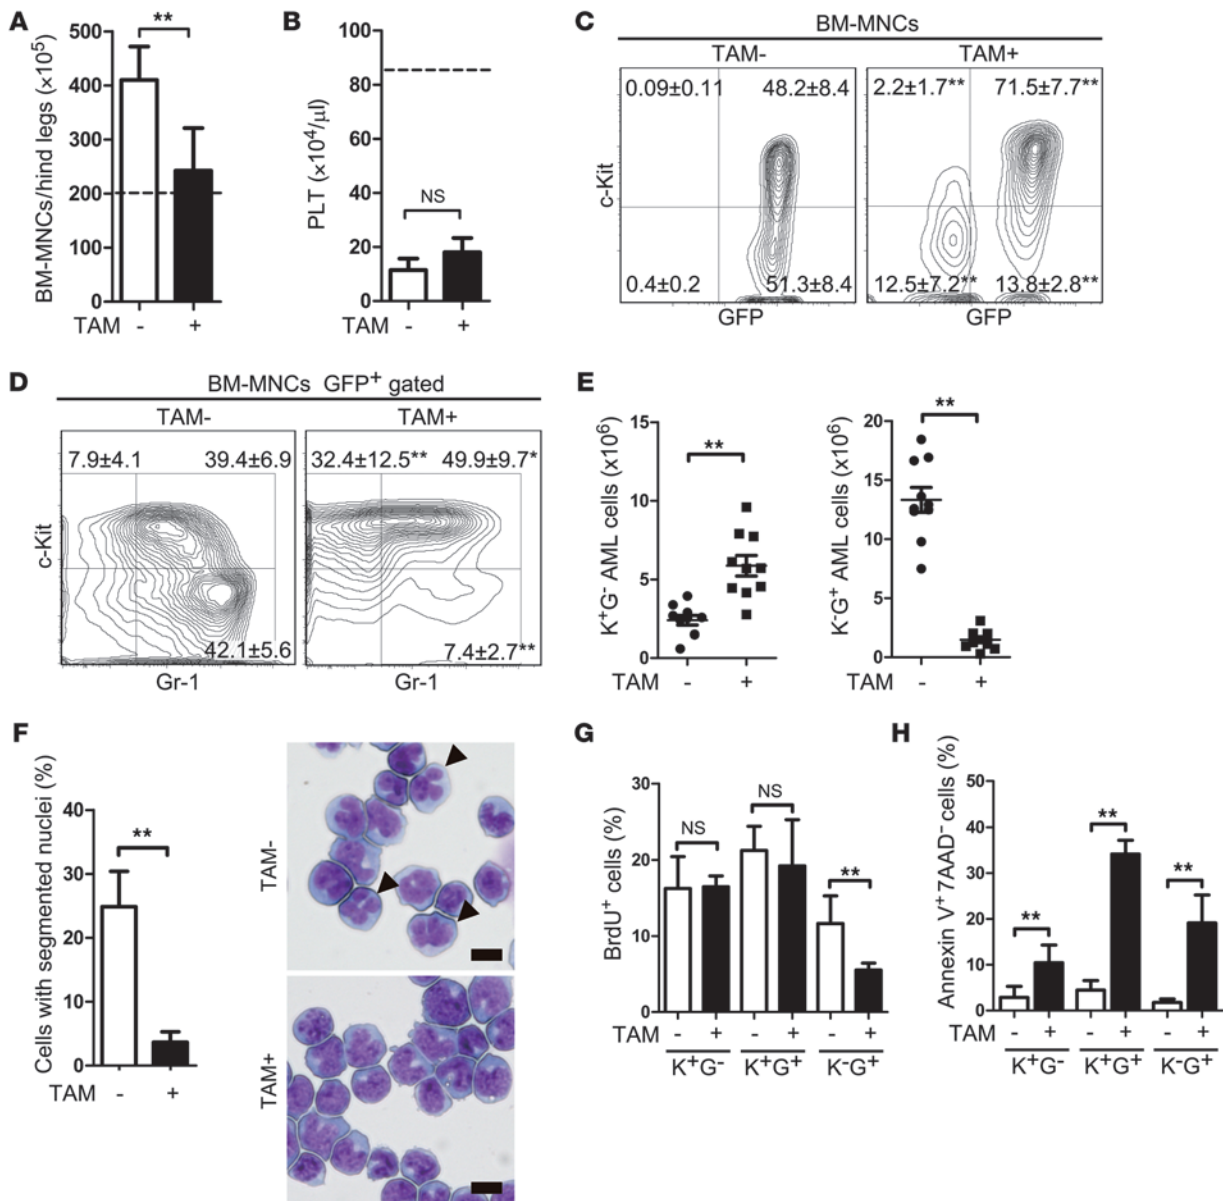 A
**
BM-MNCs/hind legs (×10⁵)
500
400
300
200
100
0
TAM - +
B
PLT (×10⁴/µl)
100
80
60
40
20
0
NS
TAM - +
C
BM-MNCs
TAM- TAM+
c-Kit
0.09±0.11 48.2±8.4
0.4±0.2 51.3±8.4
2.2±1.7** 71.5±7.7**
12.5±7.2** 13.8±2.8**
GFP GFP
D
BM-MNCs GFP⁺ gated
TAM- TAM+
c-Kit
7.9±4.1 39.4±6.9
42.1±5.6
32.4±12.5** 49.9±9.7*
7.4±2.7**
Gr-1 Gr-1
E
K⁺G⁻ AML cells (x10⁶)
15
10
5
0
**
TAM - +
K⁻G⁺ AML cells (x10⁶)
20
15
10
5
0
**
TAM - +
F
Cells with segmented nuclei (%)
40
30
20
10
0
**
TAM - +
TAM-
TAM+
G
BrdU⁺ cells (%)
30
20
10
0
NS NS **
TAM - + - + - +
K⁺G⁻ K⁺G⁺ K⁻G⁺
H
Annexin V⁺ 7AAD⁻ cells (%)
50
40
30
20
10
0
** ** **
TAM - + - + - +
K⁺G⁻ K⁺G⁺ K⁻G⁺